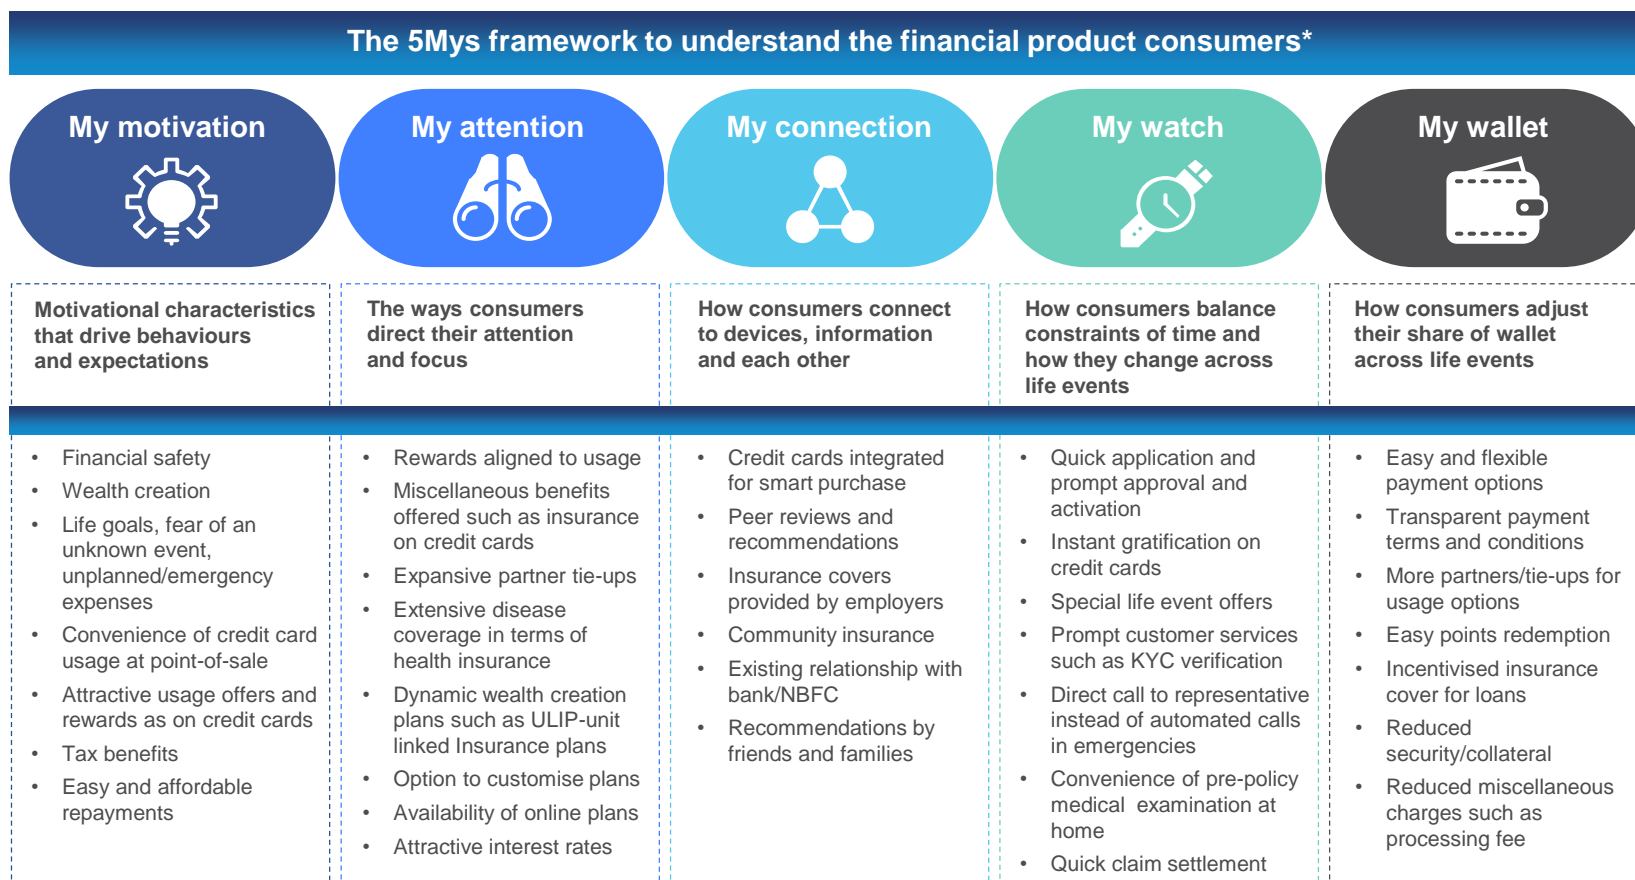 The 5Mys framework to understand the financial product consumers*
My motivation
My attention
My connection
My watch
My wallet
Motivational characteristics
that drive behaviours
and expectations
The ways consumers
direct their attention
and focus
How consumers connect
to devices, information
and each other
How consumers balance
constraints of time and
how they change across
life events
How consumers adjust
their share of wallet
across life events
• Financial safety
• Wealth creation
• Life goals, fear of an
unknown event,
unplanned/emergency
expenses
• Convenience of credit card
usage at point-of-sale
• Attractive usage offers and
rewards as on credit cards
• Tax benefits
• Easy and affordable
repayments
• Rewards aligned to usage
• Miscellaneous benefits
offered such as insurance
on credit cards
• Expansive partner tie-ups
• Extensive disease
coverage in terms of
health insurance
• Dynamic wealth creation
plans such as ULIP-unit
linked Insurance plans
• Option to customise plans
• Availability of online plans
• Attractive interest rates
• Credit cards integrated
for smart purchase
• Peer reviews and
recommendations
• Insurance covers
provided by employers
• Community insurance
• Existing relationship with
bank/NBFC
• Recommendations by
friends and families
• Quick application and
prompt approval and
activation
• Instant gratification on
credit cards
• Special life event offers
• Prompt customer services
such as KYC verification
• Direct call to representative
instead of automated calls
in emergencies
• Convenience of pre-policy
medical examination at
home
• Quick claim settlement
• Easy and flexible
payment options
• Transparent payment
terms and conditions
• More partners/tie-ups for
usage options
• Easy points redemption
• Incentivised insurance
cover for loans
• Reduced
security/collateral
• Reduced miscellaneous
charges such as
processing fee